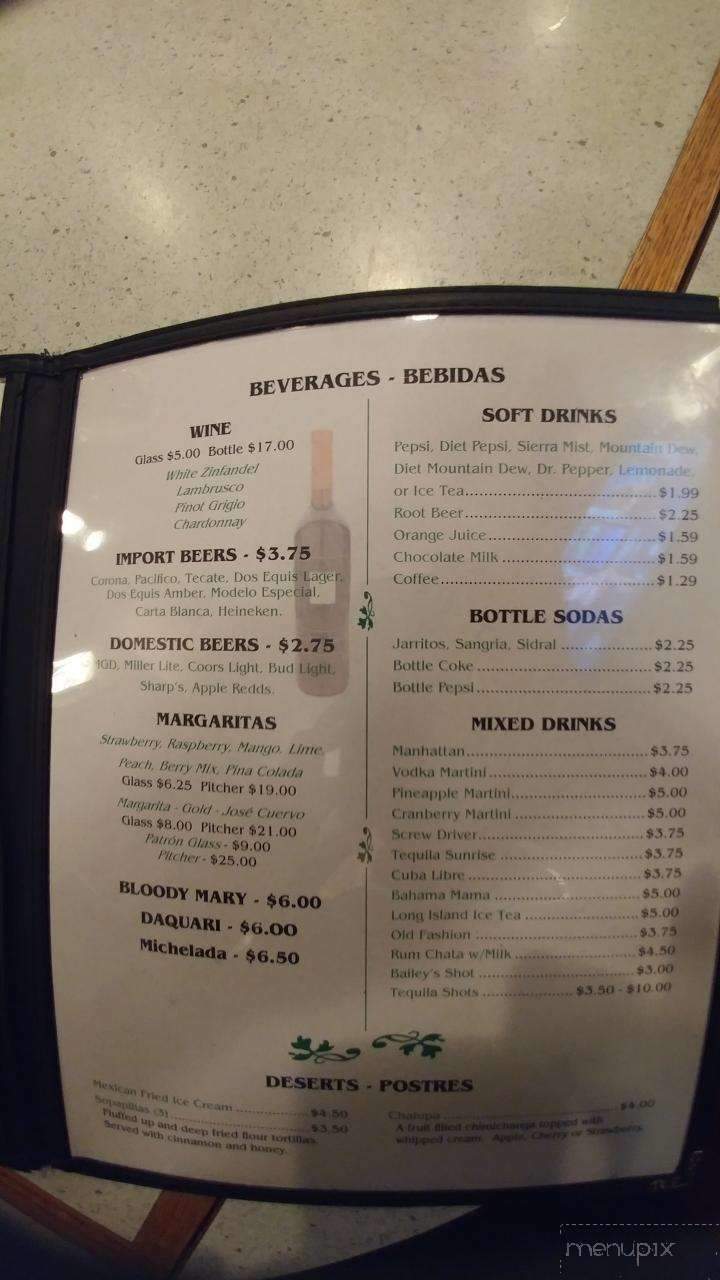 BEVERAGES - BEBIDAS
WINE
Glass $5.00 Bottle $17.00
White Zinfandel
Lambrusco
Pinot Grigio
Chardonnay
IMPORT BEERS - $3.75
Corona, Pacifico, Tecate, Dos Equis Lager,
Dos Equis Amber, Modelo Especial,
Carta Blanca, Heineken.
DOMESTIC BEERS - $2.75
MGD, Miller Lite, Coors Light, Bud Light,
Sharp's, Apple Redds.
MARGARITAS
Strawberry, Raspberry, Mango, Lime,
Peach, Berry Mix, Pina Colada
Glass $6.25 Pitcher $19.00
Margarita - Gold - José Cuervo
Glass $8.00 Pitcher $21.00
Patrón Glass - $9.00
Pitcher - $25.00
BLOODY MARY - $6.00
DAQUARI - $6.00
Michelada - $6.50
SOFT DRINKS
Pepsi, Diet Pepsi, Sierra Mist, Mountain Dew,
Diet Mountain Dew, Dr. Pepper, Lemonade,
or Ice Tea........ $1.99
Root Beer........ $2.25
Orange Juice........ $1.59
Chocolate Milk ........ $1.59
Coffee........ $1.29
BOTTLE SODAS
Jarritos, Sangria, Sidral ........ $2.25
Bottle Coke ........ $2.25
Bottle Pepsi........ $2.25
MIXED DRINKS
Manhattan........ $3.75
Vodka Martini........ $4.00
Pineapple Martini........ $5.00
Cranberry Martini ........ $5.00
Screw Driver........ $3.75
Tequila Sunrise ........ $3.75
Cuba Libre ........ $3.75
Bahama Mama ........ $5.00
Long Island Ice Tea ........ $5.00
Old Fashion ........ $3.75
Rum Chata w/Milk ........ $4.50
Bailey's Shot ........ $3.00
Tequila Shots ........ $3.50 - $10.00
DESERTS - POSTRES
Mexican Fried Ice Cream ........ $4.50
Sopapillas (3) ........ $3.50
Fluffed up and deep fried flour tortillas.
Served with cinnamon and honey.
Chalupa ........ $4.00
A fruit filled chimichanga topped with
whipped cream. Apple, Cherry or Strawberry.
menupix